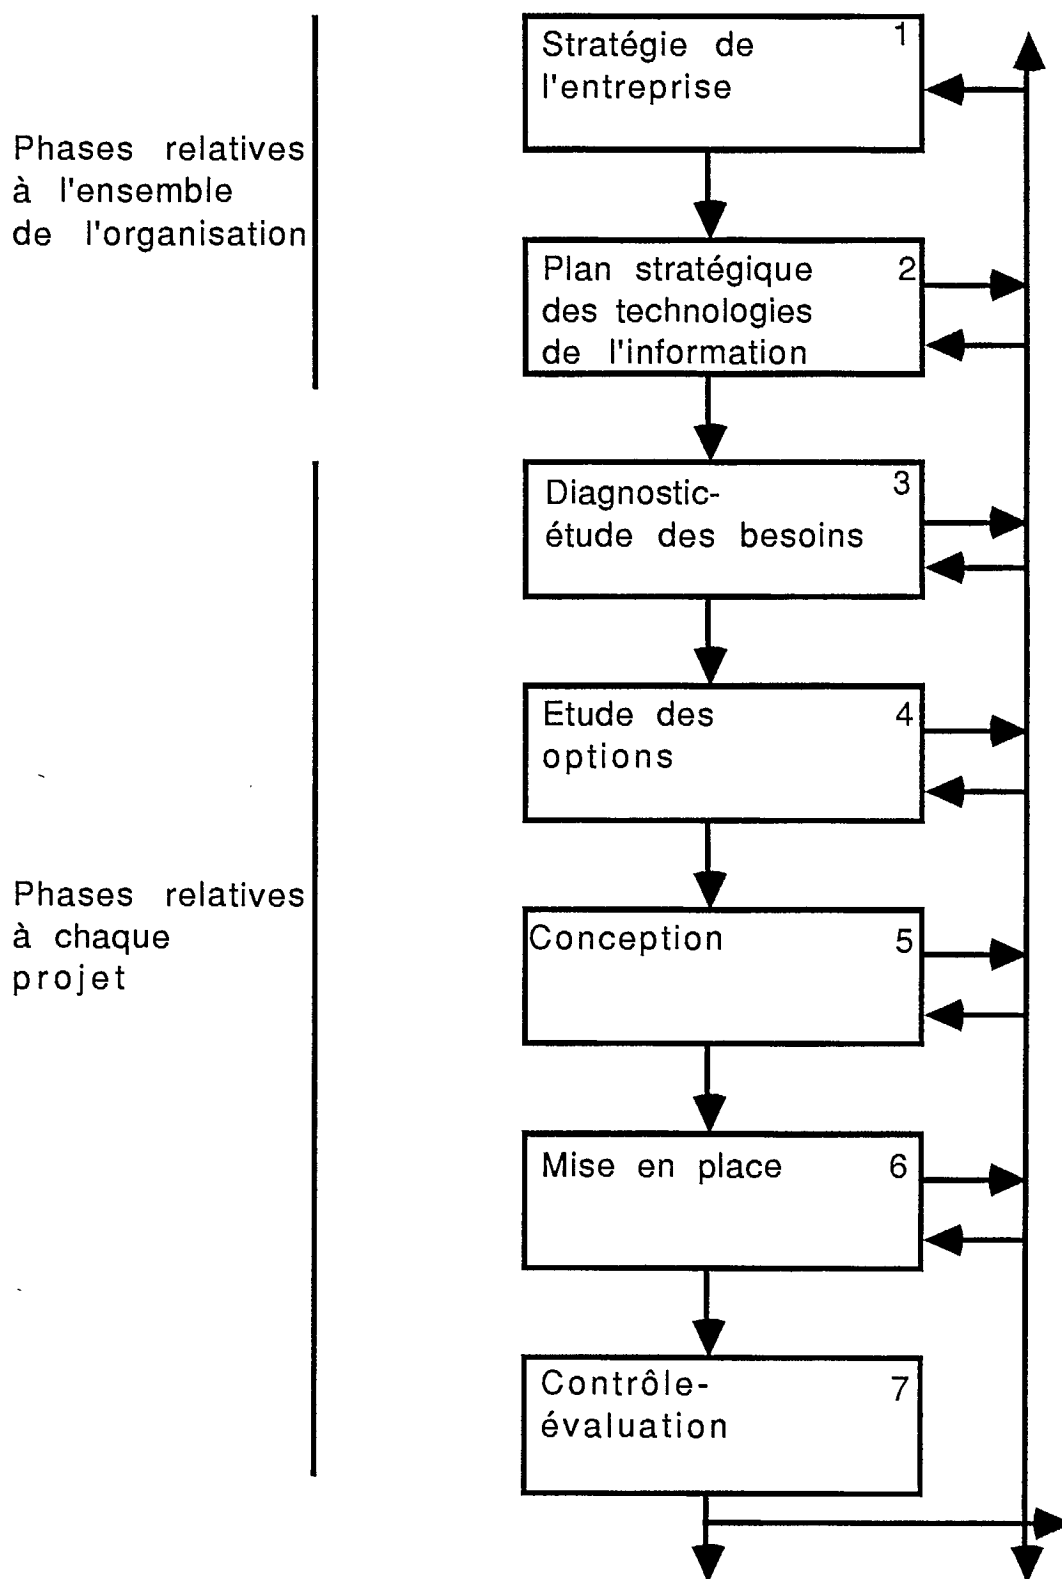 Stratégie de 1
l'entreprise
Phases relatives
à l'ensemble
de l'organisation
Plan stratégique 2
des technologies
de l'information
Diagnostic- 3
étude des besoins
Etude des 4
options
Phases relatives
à chaque
projet
Conception 5
Mise en place 6
Contrôle- 7
évaluation